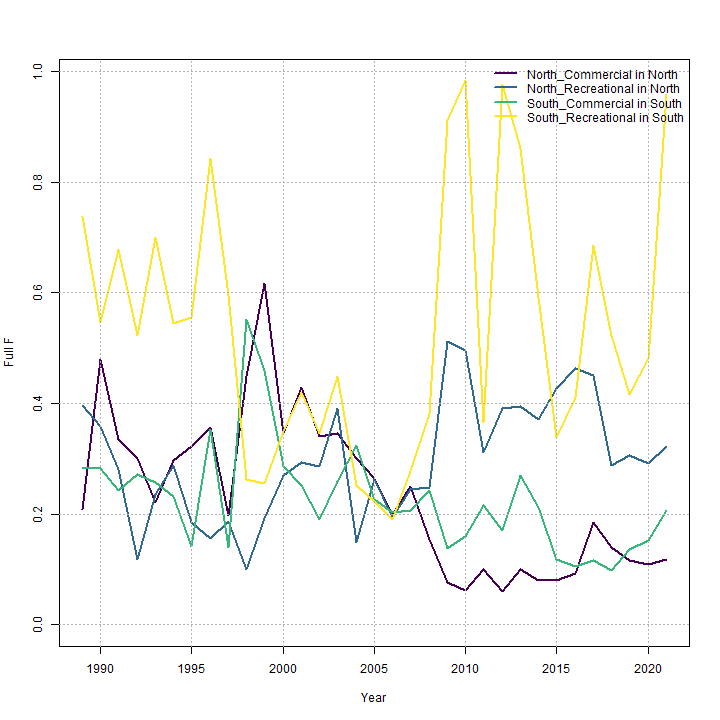 North_Commercial in North
North_Recreational in North
South_Commercial in South
South_Recreational in South
Full F
1.0
0.8
0.6
0.4
0.2
0.0
1990 1995 2000 2005 2010 2015 2020
Year